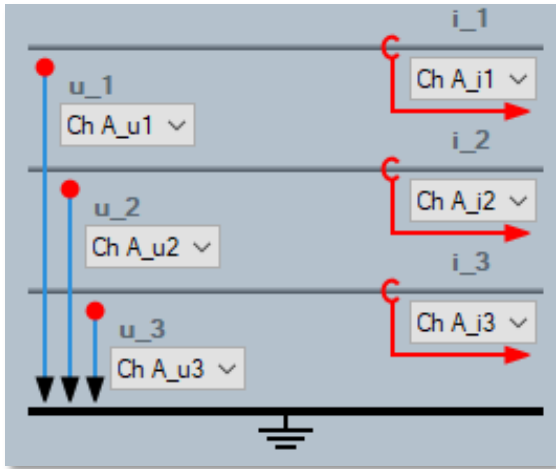 i_1
u_1
Ch A_i1
Ch A_u1
i_2
u_2
Ch A_i2
Ch A_u2
i_3
u_3
Ch A_i3
Ch A_u3